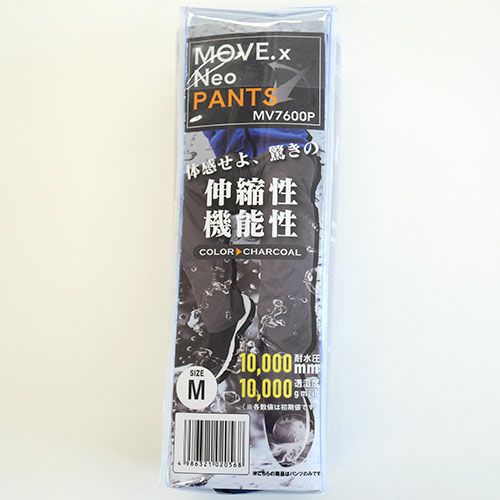 MOVE.x
Neo
PANTS
MV7600P
体感せよ、驚きの
伸縮性
機能性
COLOR▶CHARCOAL
10,000 耐水圧 mm
10,000 透湿度 g/m²/24h
(※各数値は初期値です)
SIZE
M
4 986321 020568
※こちらの商品はパンツのみです